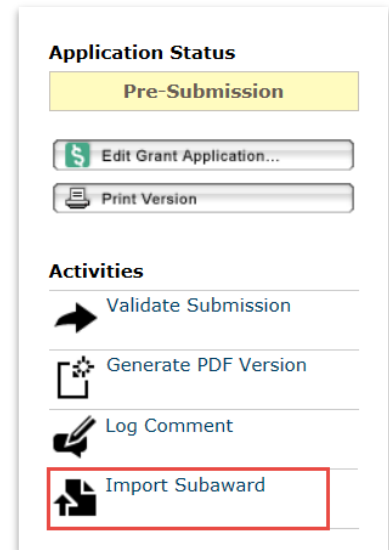 Application Status
Pre-Submission
Edit Grant Application...
Print Version
Activities
Validate Submission
Generate PDF Version
Log Comment
Import Subaward